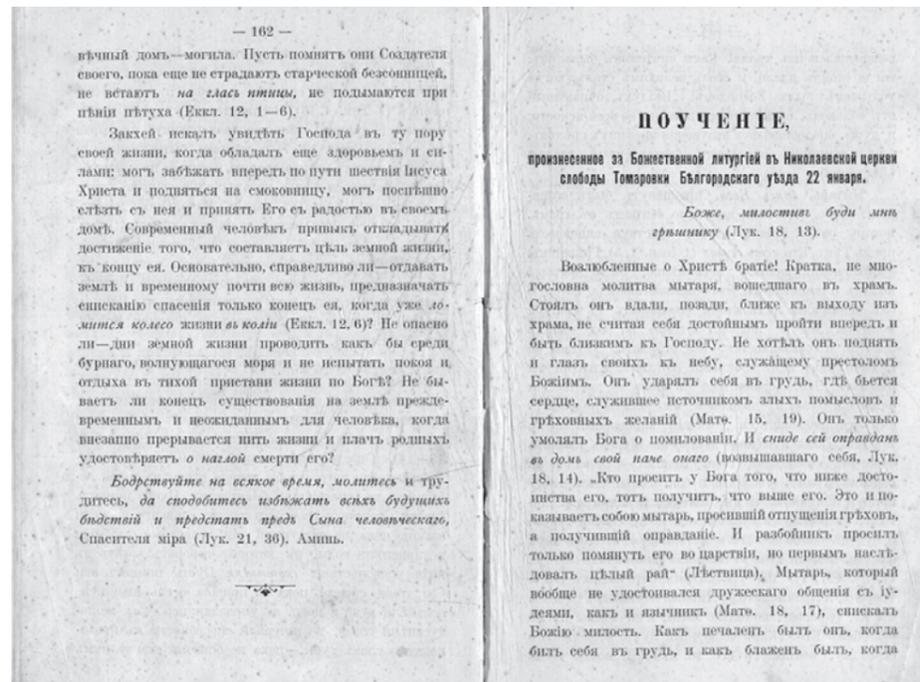 — 162 —
вѣчный домъ—могила. Пусть помнятъ они Создателя
своего, пока еще не страдаютъ старческой безсонницей,
не встаютъ на гласъ птицы, не подымаются при
пѣніи пѣтуха (Еккл. 12, 1—6).
Закхей искалъ увидѣть Господа въ ту пору
своей жизни, когда обладалъ еще здоровьемъ и си-
лами: могъ забѣжать впередъ по пути шествія Іисуса
Христа и подняться на смоковницу, могъ поспѣшно
слѣзть съ нея и принять Его съ радостью въ своемъ
домѣ. Современный человѣкъ привыкъ откладывать
достиженіе того, что составляетъ цѣль земной жизни,
къ концу ея. Основательно, справедливо ли—отдавать
землѣ и временному почти всю жизнь, предназначать
снисканію спасенія только конецъ ея, когда уже ло-
мится колесо жизни въ коліи (Еккл. 12, 6)? Не опасно
ли—дни земной жизни проводить какъ бы среди
бурнаго, волнующагося моря и не испытать покоя и
отдыха въ тихой пристани жизни по Богѣ? Не бы-
ваетъ ли конецъ существованія на землѣ прежде-
временнымъ и неожиданнымъ для человѣка, когда
внезапно прерывается нить жизни и плачъ родныхъ
удостовѣряетъ о наглой смерти его?
Бодрствуйте на всякое время, молитесь и тру-
дитесь, да сподобитесь избѣжать всѣхъ будущихъ
бѣдствій и предстать предъ Сына человѣческаго,
Спасителя міра (Лук. 21, 36). Аминь.
ПОУЧЕНІЕ,
произнесенное за Божественной литургіей въ Николаевской церкви
слободы Томаровки Бѣлгородскаго уѣзда 22 января.
Боже, милостивъ буди мнѣ
грѣшнику (Лук. 18, 13).
Возлюбленные о Христѣ братіе! Кратка, не мно-
гословна молитва мытаря, вошедшаго въ храмъ.
Стоялъ онъ вдали, позади, ближе къ выходу изъ
храма, не считая себя достойнымъ пройти впередъ и
быть близкимъ къ Господу. Не хотѣлъ онъ поднять
и глазъ своихъ къ небу, служащему престоломъ
Божіимъ. Онъ ударялъ себя въ грудь, гдѣ бьется
сердце, служившее источникомъ злыхъ помысловъ и
грѣховныхъ желаній (Матѳ. 15, 19). Онъ только
умолялъ Бога о помилованіи. И сниде сей оправданъ
въ домъ свой паче онаго (возвышавшаго себя, Лук.
18, 14). „Кто проситъ у Бога того, что ниже досто-
инства его, тотъ получитъ, что выше его. Это и по-
казываетъ собою мытарь, просившій отпущенія грѣховъ,
а получившій оправданіе. И разбойникъ просилъ
только помянуть его во царствіи, но первымъ наслѣ-
довалъ цѣлый рай“ (Лѣствица). Мытарь, который
вообще не удостоивался дружескаго общенія съ іу-
деями, какъ и язычникъ (Матѳ. 18, 17), снискалъ
Божію милость. Какъ печаленъ былъ онъ, когда
билъ себя въ грудь, и какъ блаженъ былъ, когда